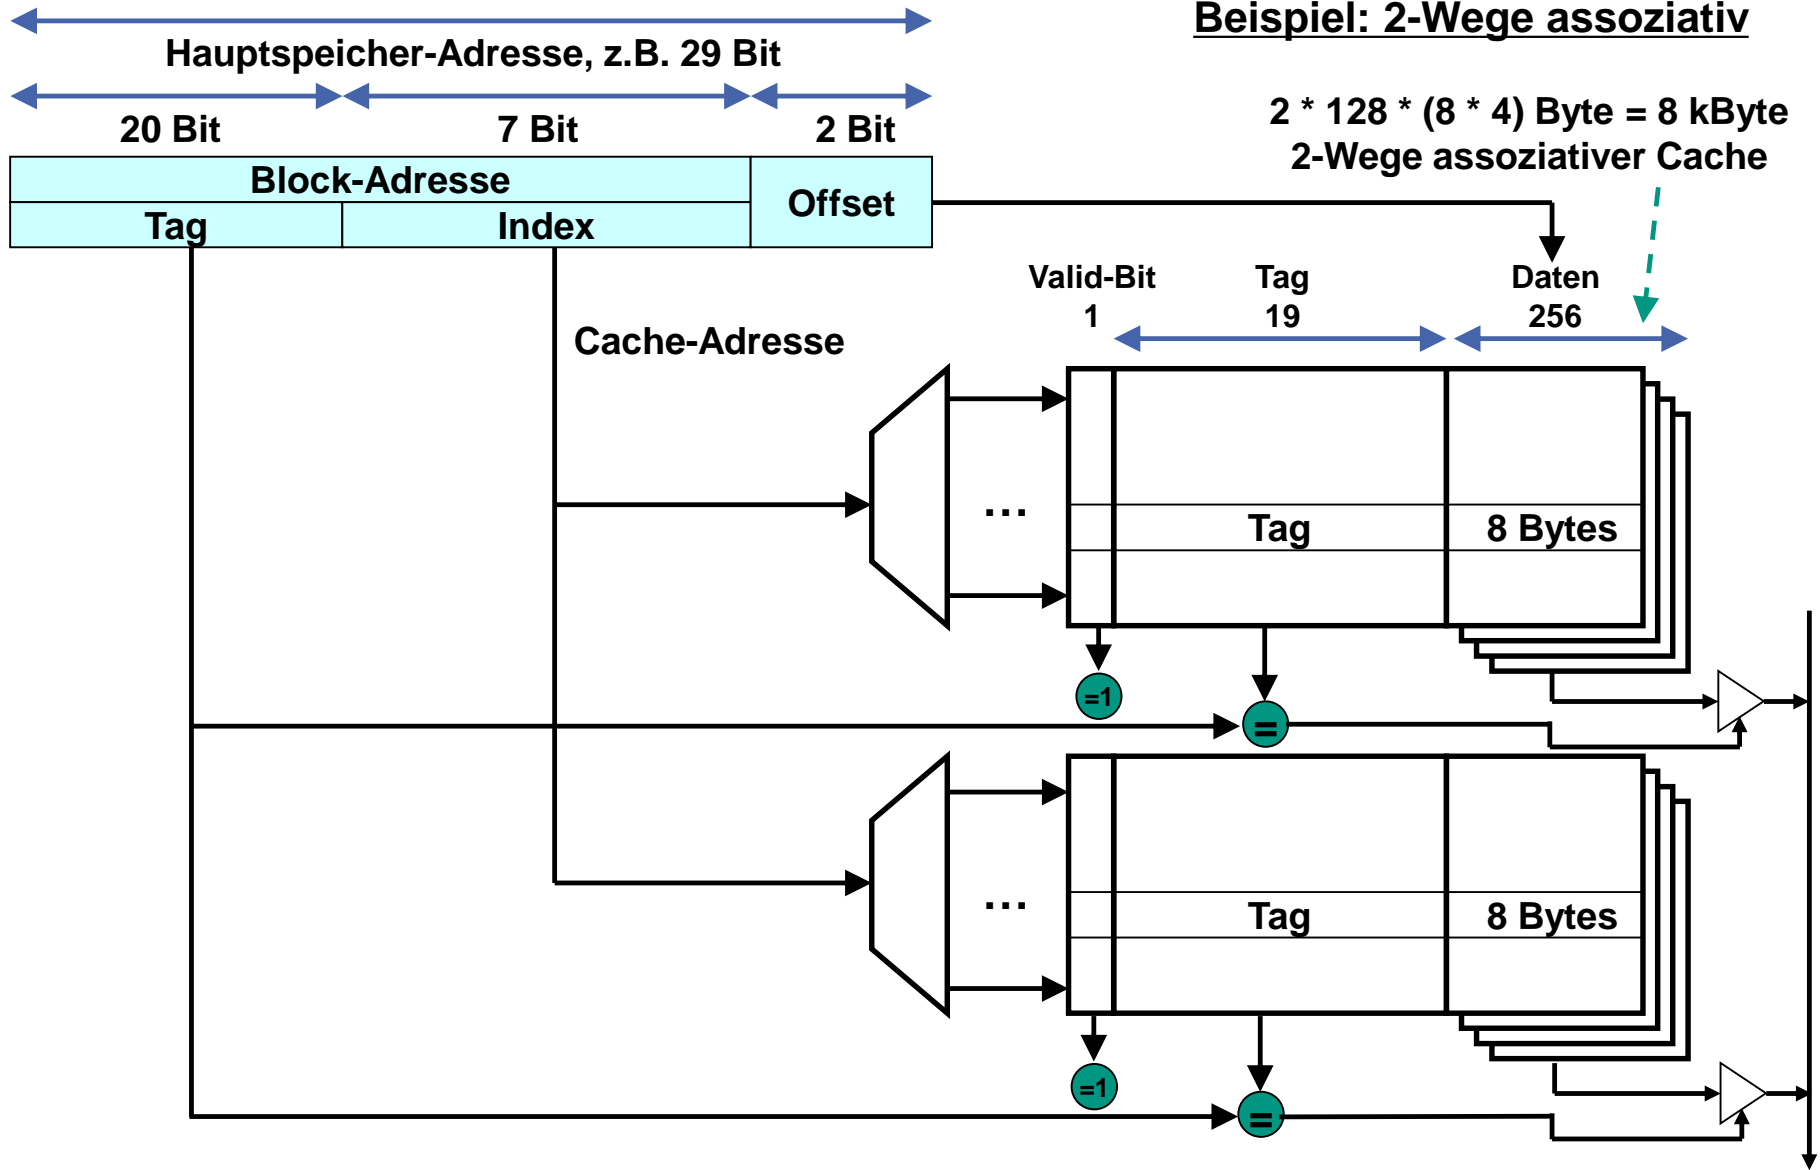 Beispiel: 2-Wege assoziativ
Hauptspeicher-Adresse, z.B. 29 Bit
20 Bit 7 Bit 2 Bit
2 * 128 * (8 * 4) Byte = 8 kByte
2-Wege assoziativer Cache
Block-Adresse
Offset
Tag Index
Valid-Bit Tag Daten
1 19 256
Cache-Adresse
...
Tag 8 Bytes
=1
=
...
Tag 8 Bytes
=1
=